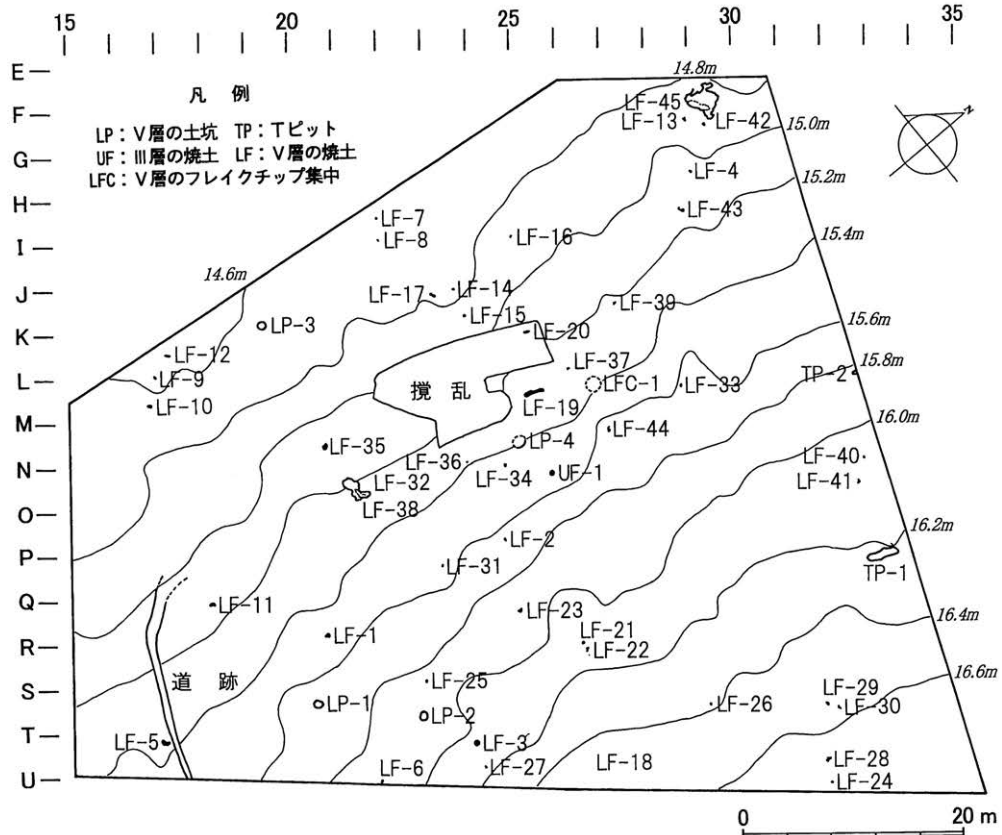 15 20 25 30 35
E
F
G
H
I
J
K
L
M
N
O
P
Q
R
S
T
U
凡 例
LP：Ⅴ層の土坑 TP：Tピット
UF：Ⅲ層の焼土 LF：Ⅴ層の焼土
LFC：Ⅴ層のフレイクチップ集中
N
14.8m
LF-45
LF-13
LF-42
15.0m
LF-4
15.2m
LF-7
LF-43
LF-8
LF-16
15.4m
14.6m
LF-17
LF-14
LF-39
LP-3
LF-15
15.6m
LF-20
LF-12
LF-37
15.8m
LF-9
攪 乱
LFC-1
LF-33
TP-2
LF-10
LF-19
16.0m
LF-44
LF-35
LP-4
LF-40
LF-36
LF-34
UF-1
LF-41
LF-32
LF-38
16.2m
LF-2
LF-31
TP-1
LF-11
LF-23
16.4m
LF-1
LF-21
LF-22
道 跡
LF-25
16.6m
LF-29
LP-1
LF-26
LF-30
LP-2
LF-5
LF-3
LF-6
LF-27
LF-18
LF-28
LF-24
0 20 m